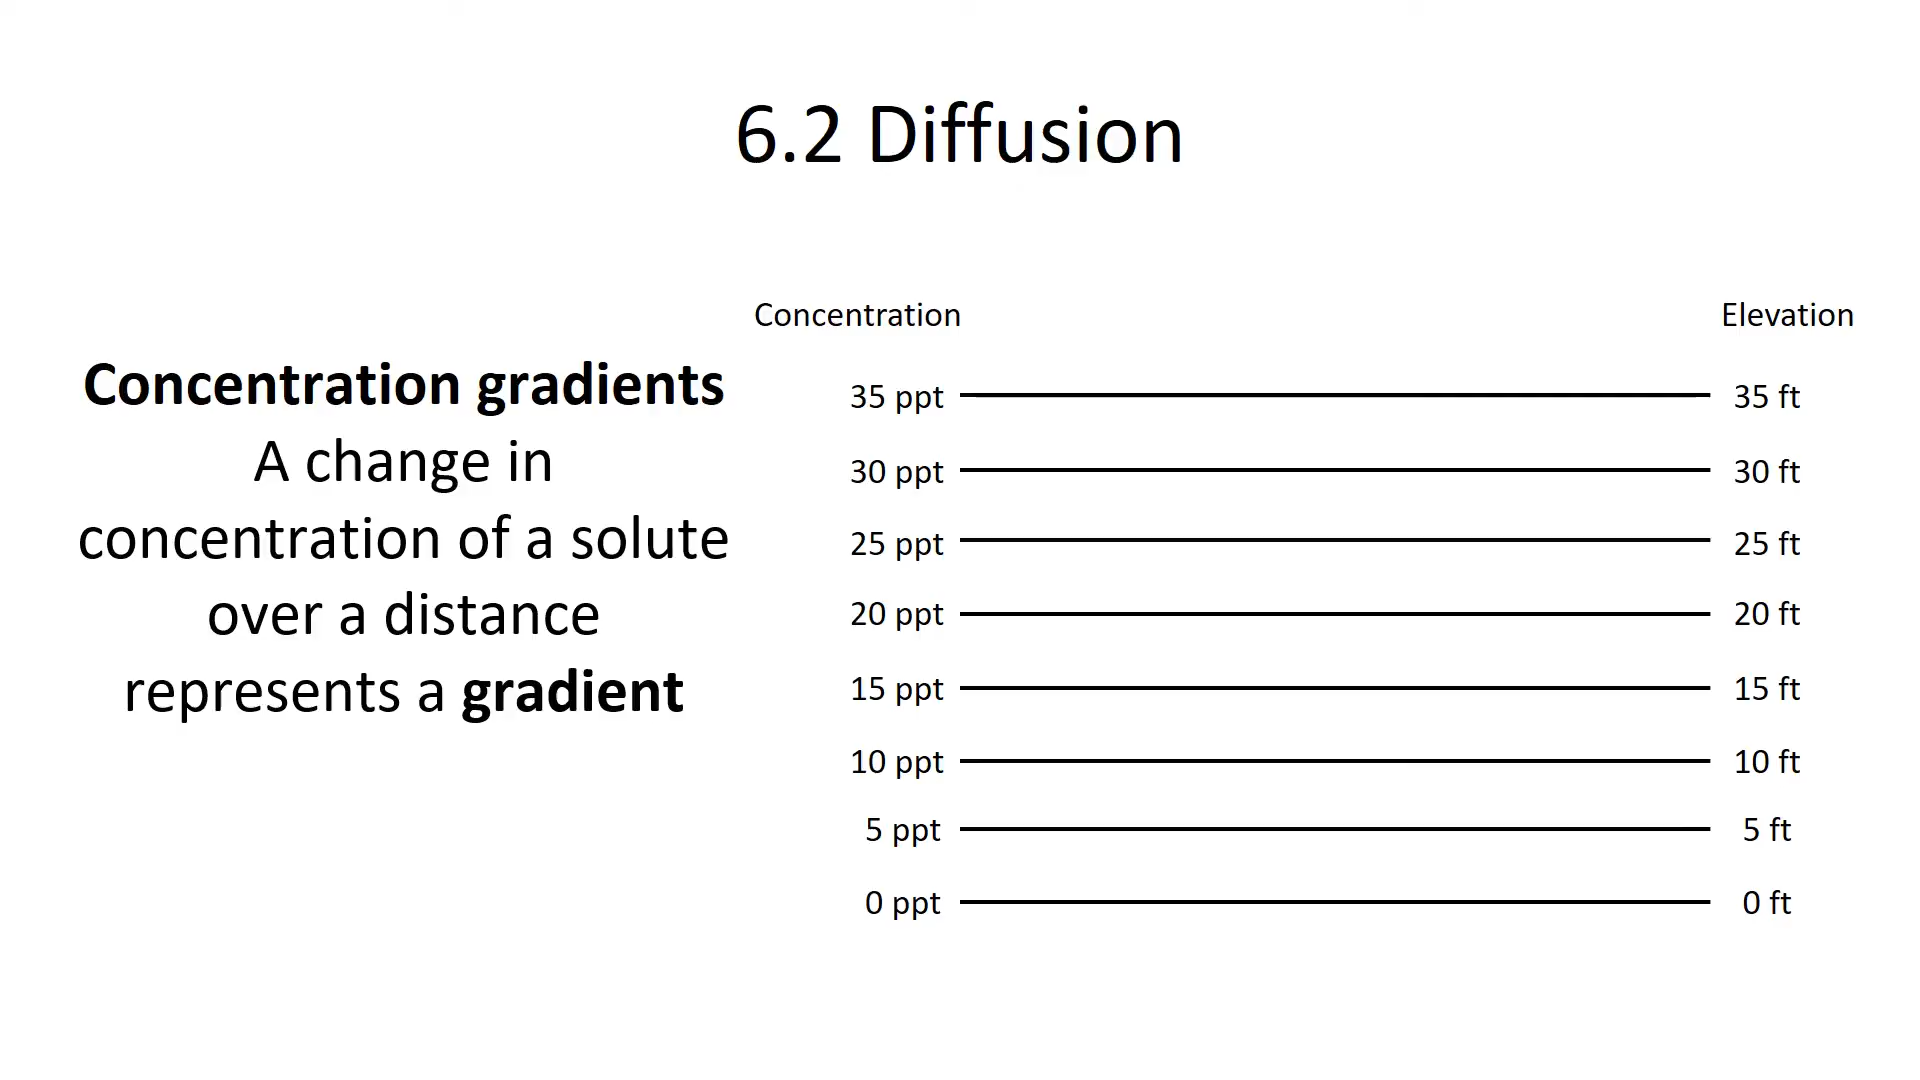 6.2 Diffusion
Concentration gradients
A change in
concentration of a solute
over a distance
represents a gradient
Concentration Elevation
35 ppt 35 ft
30 ppt 30 ft
25 ppt 25 ft
20 ppt 20 ft
15 ppt 15 ft
10 ppt 10 ft
5 ppt 5 ft
0 ppt 0 ft